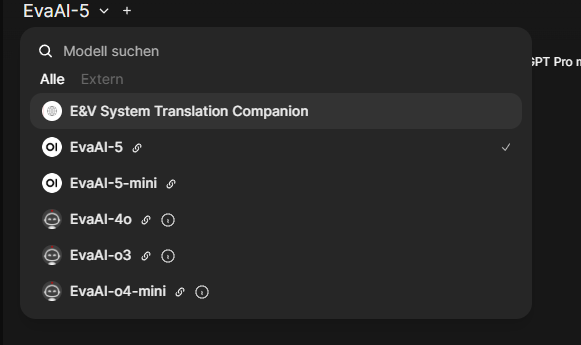 EvaAI-5
Modell suchen
GPT Pro
Alle Extern
E&V System Translation Companion
OI EvaAI-5
OI EvaAI-5-mini
EvaAI-4o
EvaAI-o3
EvaAI-o4-mini